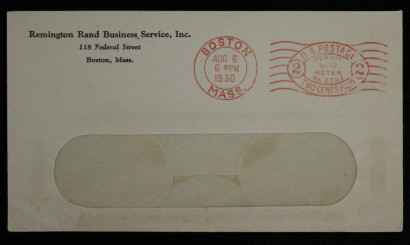 Remington Rand Business Service, Inc.
118 Federal Street
Boston, Mass.
BOSTON
AUG 6
6 PM
1930
MASS.
U.S. POSTAGE
2 2
METER
TWO CENTS PAID